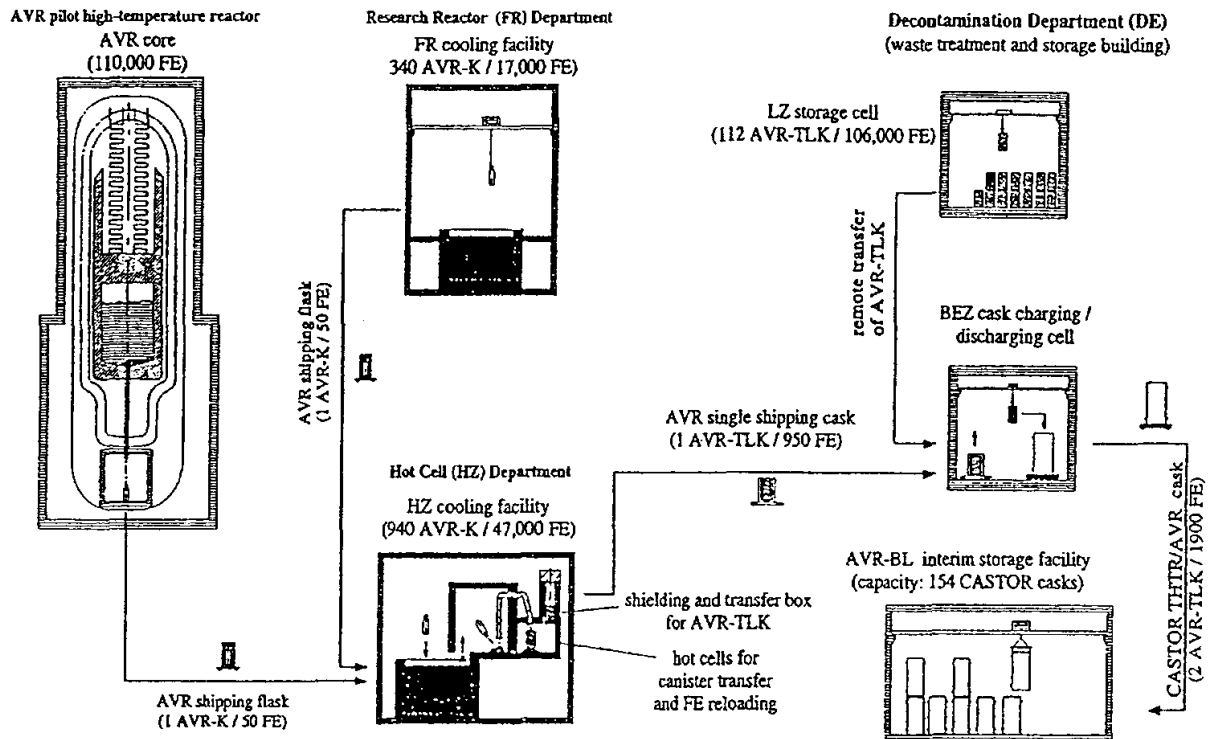 AVR pilot high-temperature reactor
AVR core
(110,000 FE)
Research Reactor (FR) Department
FR cooling facility
340 AVR-K / 17,000 FE)
Decontamination Department (DE)
(waste treatment and storage building)
LZ storage cell
(112 AVR-TLK / 106,000 FE)
remote transfer
of AVR-TLK
BEZ cask charging /
discharging cell
AVR shipping flask
(1 AVR-K / 50 FE)
AVR single shipping cask
(1 AVR-TLK / 950 FE)
Hot Cell (HZ) Department
HZ cooling facility
(940 AVR-K / 47,000 FE)
CASTOR THTR/AVR cask
(2 AVR-TLK / 1900 FE)
AVR-BL interim storage facility
(capacity: 154 CASTOR casks)
shielding and transfer box
for AVR-TLK
hot cells for
canister transfer
and FE reloading
AVR shipping flask
(1 AVR-K / 50 FE)